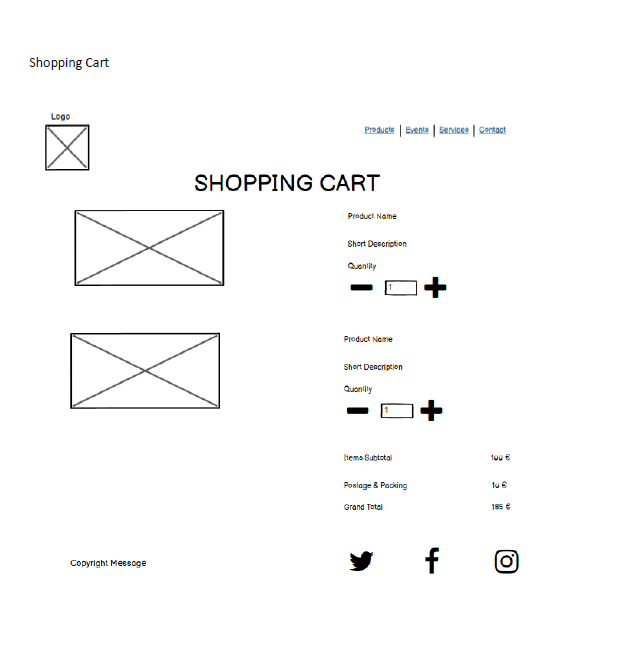 Shopping Cart
Logo
Products | Events | Services | Contact
SHOPPING CART
Product Name
Short Description
Quantity
1
Product Name
Short Description
Quantity
1
Items Subtotal 100 €
Postage & Packing 10 €
Grand Total 185 €
Copyright Message